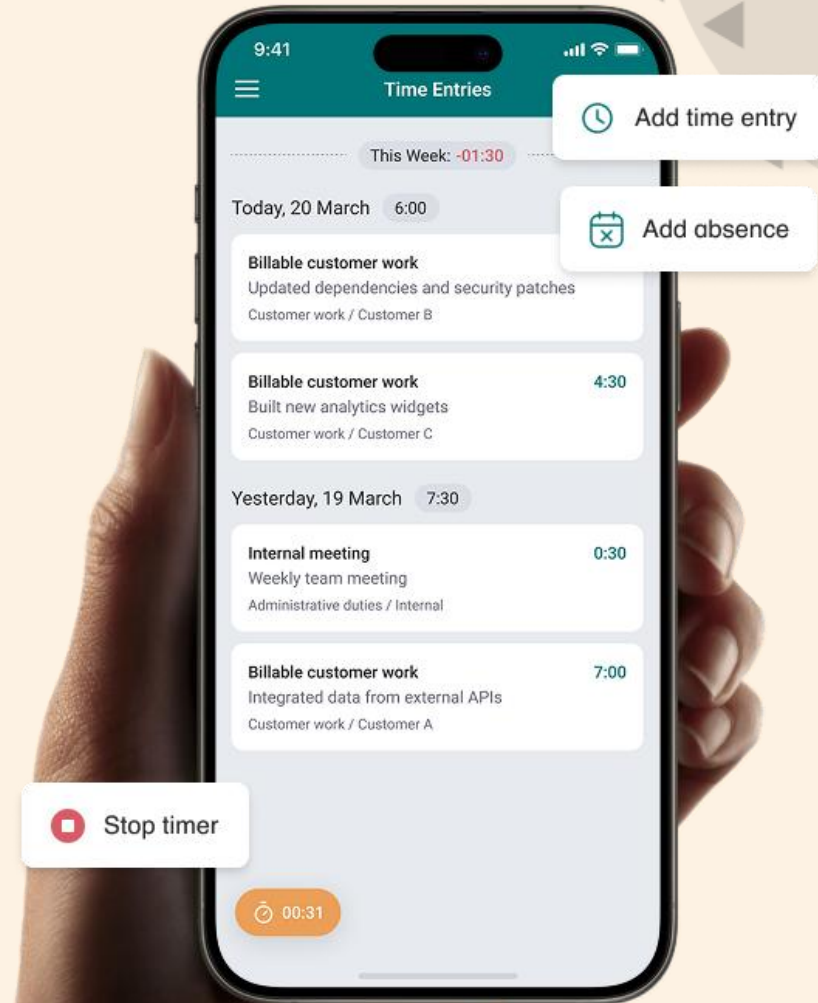 9:41
Time Entries
Add time entry
This Week: -01:30
Today, 20 March 6:00
Add absence
Billable customer work
Updated dependencies and security patches
Customer work / Customer B
Billable customer work 4:30
Built new analytics widgets
Customer work / Customer C
Yesterday, 19 March 7:30
Internal meeting 0:30
Weekly team meeting
Administrative duties / Internal
Billable customer work 7:00
Integrated data from external APIs
Customer work / Customer A
Stop timer
00:31